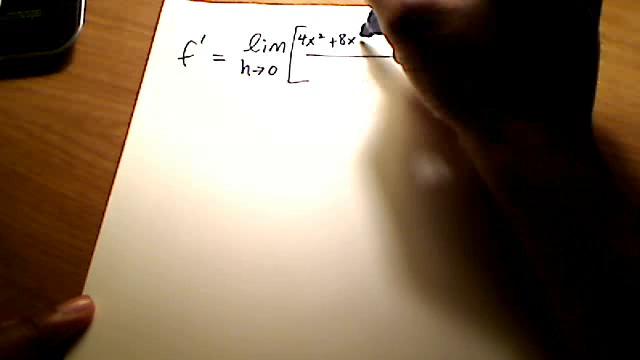 f' = lim [4x² + 8x
h→0